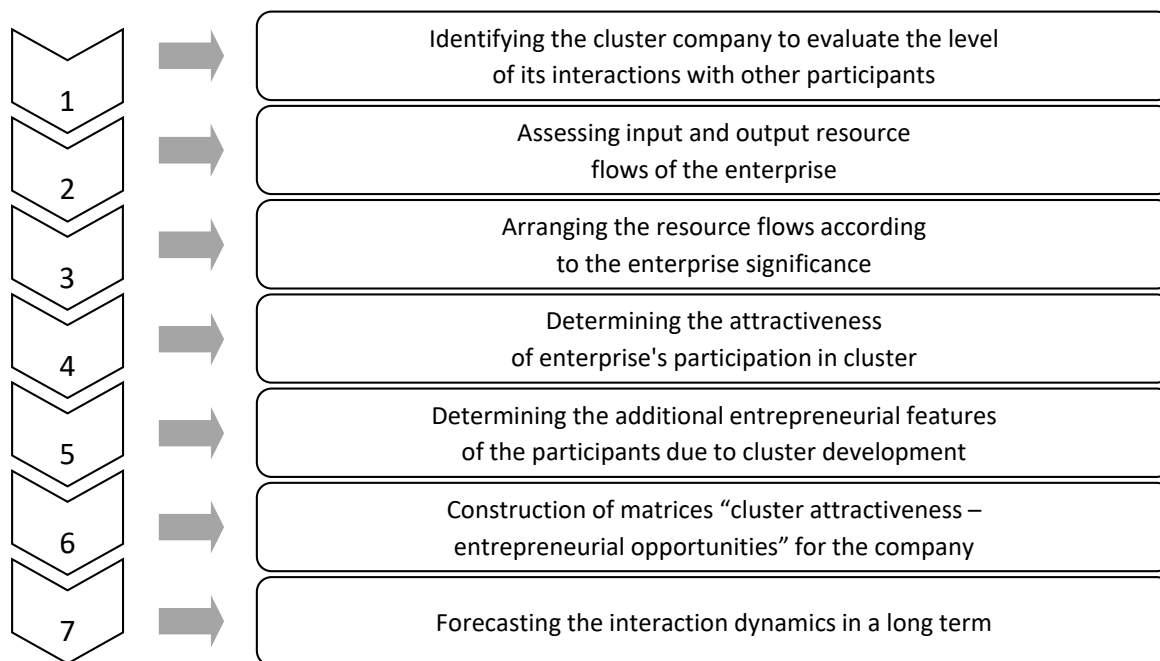 1
Identifying the cluster company to evaluate the level
of its interactions with other participants
2
Assessing input and output resource
flows of the enterprise
3
Arranging the resource flows according
to the enterprise significance
4
Determining the attractiveness
of enterprise's participation in cluster
5
Determining the additional entrepreneurial features
of the participants due to cluster development
6
Construction of matrices “cluster attractiveness –
entrepreneurial opportunities” for the company
7
Forecasting the interaction dynamics in a long term